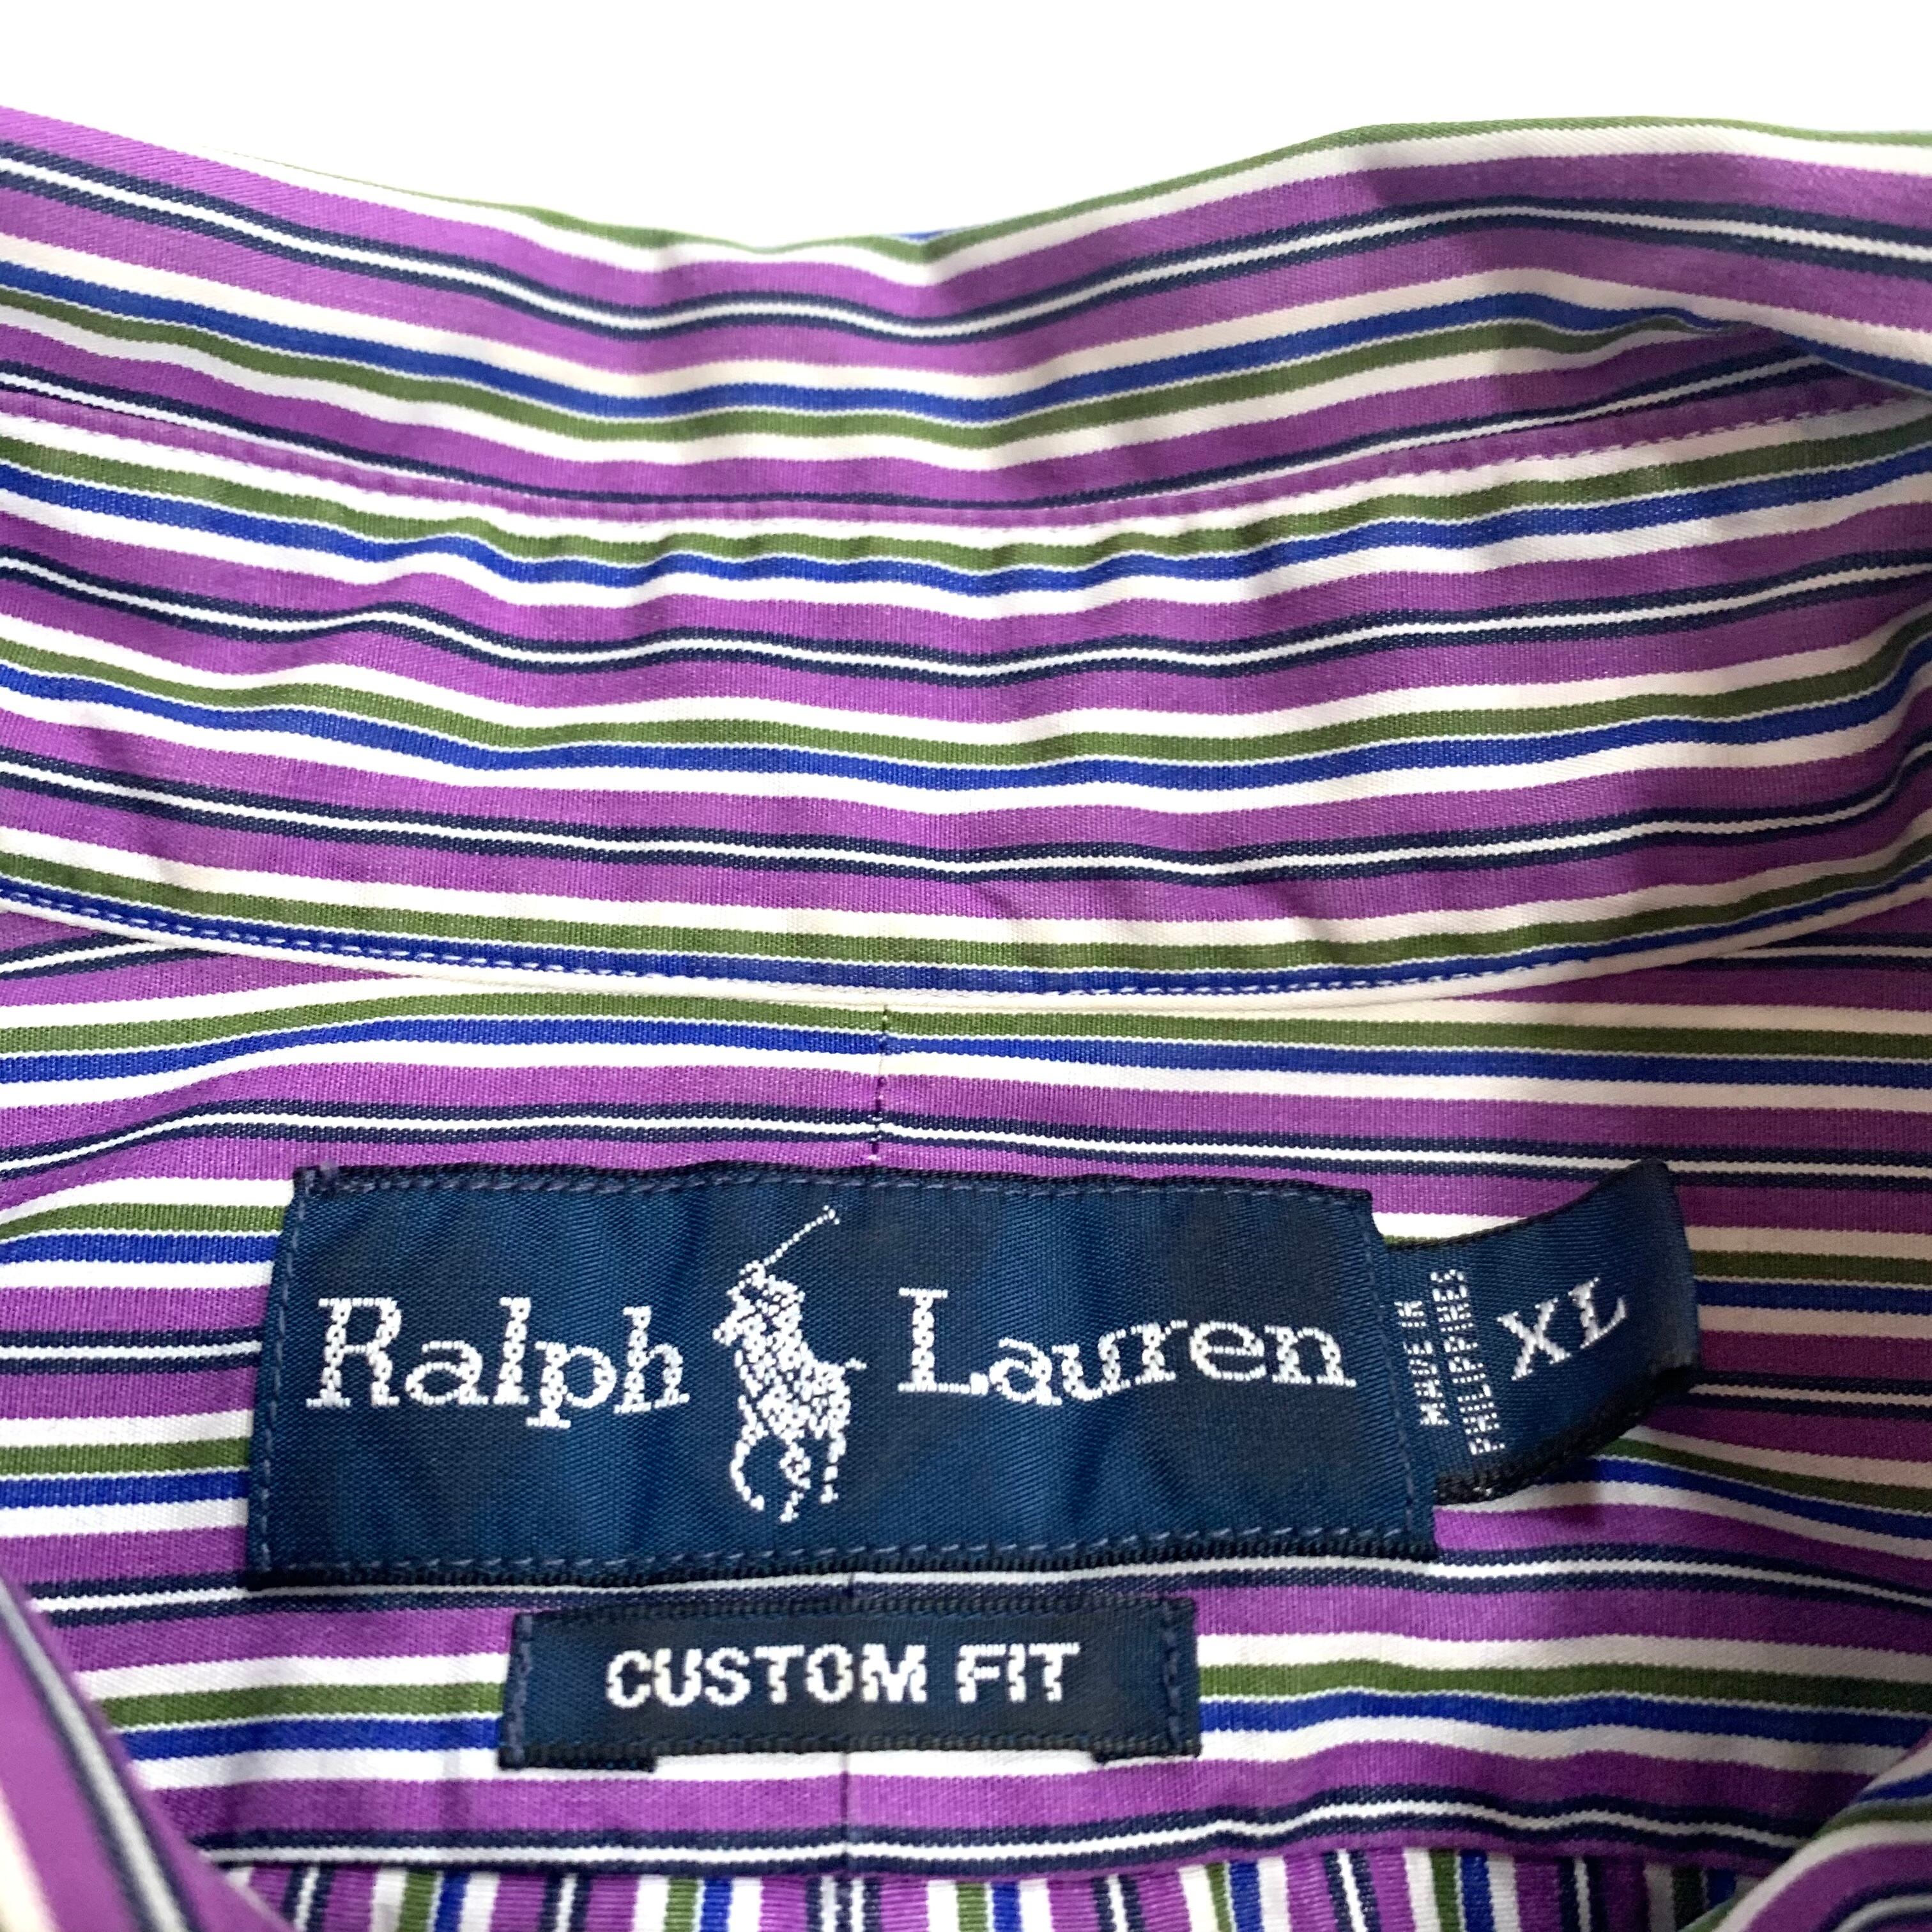 Ralph Lauren
MADE IN
PHILIPPINES
XL
CUSTOM FIT